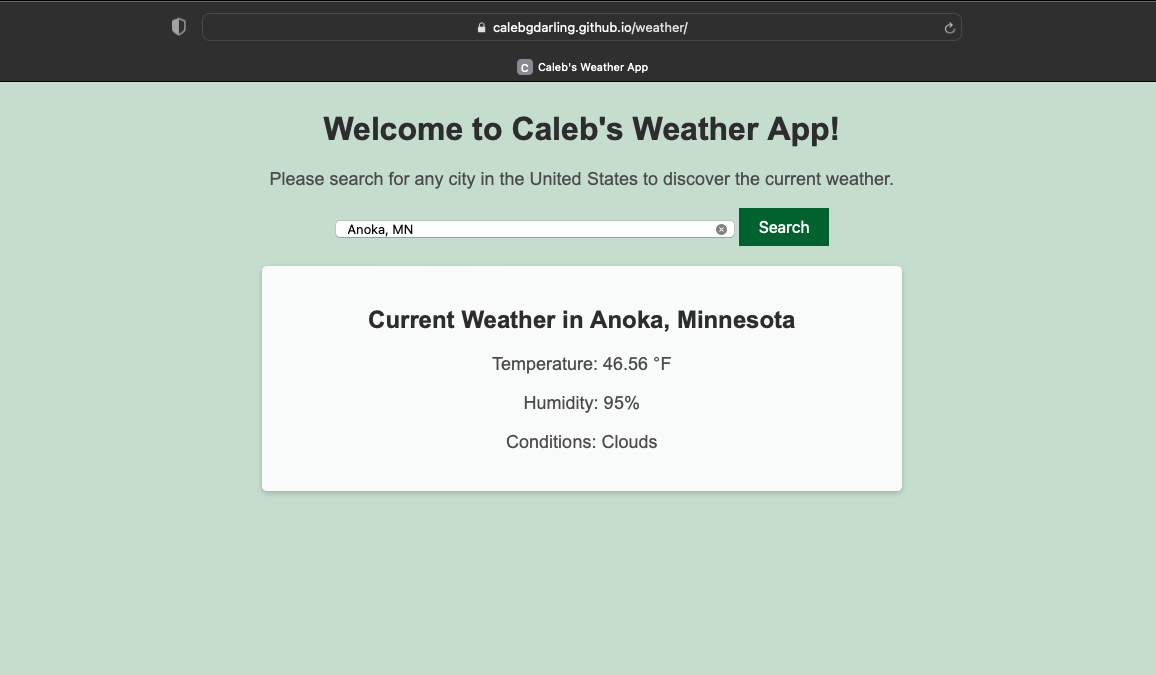 calebgdarling.github.io/weather/
C Caleb's Weather App
Welcome to Caleb's Weather App!
Please search for any city in the United States to discover the current weather.
Anoka, MN Search
Current Weather in Anoka, Minnesota
Temperature: 46.56 °F
Humidity: 95%
Conditions: Clouds